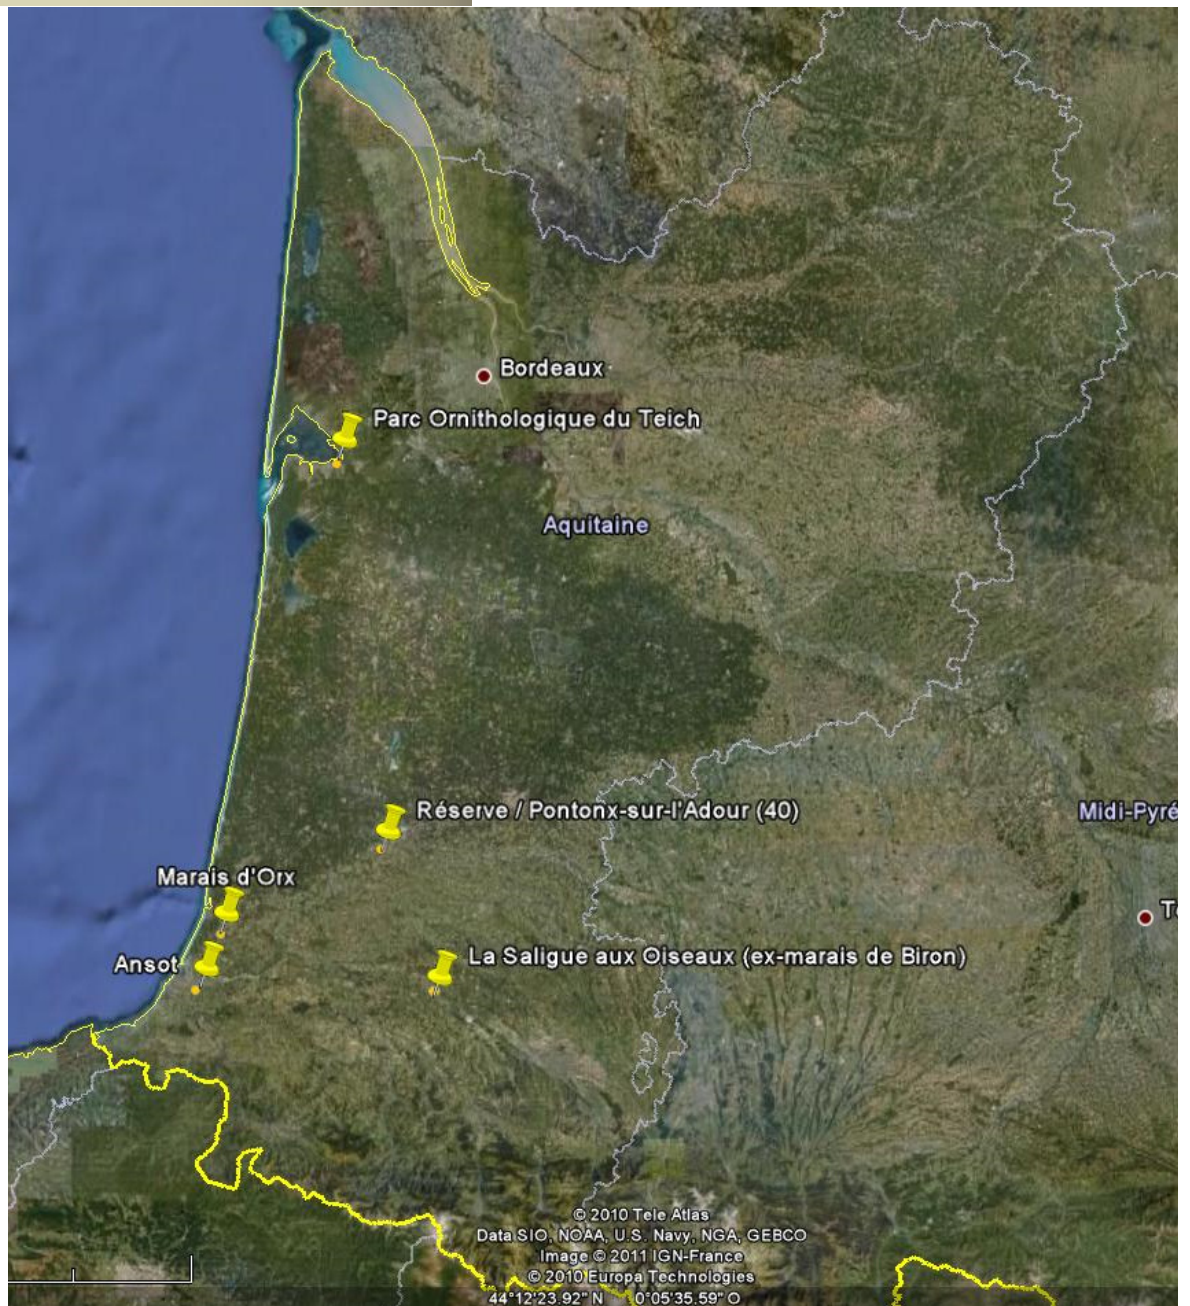 Bordeaux
Parc Ornithologique du Teich
Aquitaine
Réserve / Pontonx-sur-l'Adour (40)
Midi-Pyré
Marais d'Orx
T
Ansot
La Saligue aux Oiseaux (ex-marais de Biron)
© 2010 Tele Atlas
Data SIO, NOAA, U.S. Navy, NGA, GEBCO
Image © 2011 IGN-France
© 2010 Europa Technologies
44°12'23.92" N 0°05'35.59" O